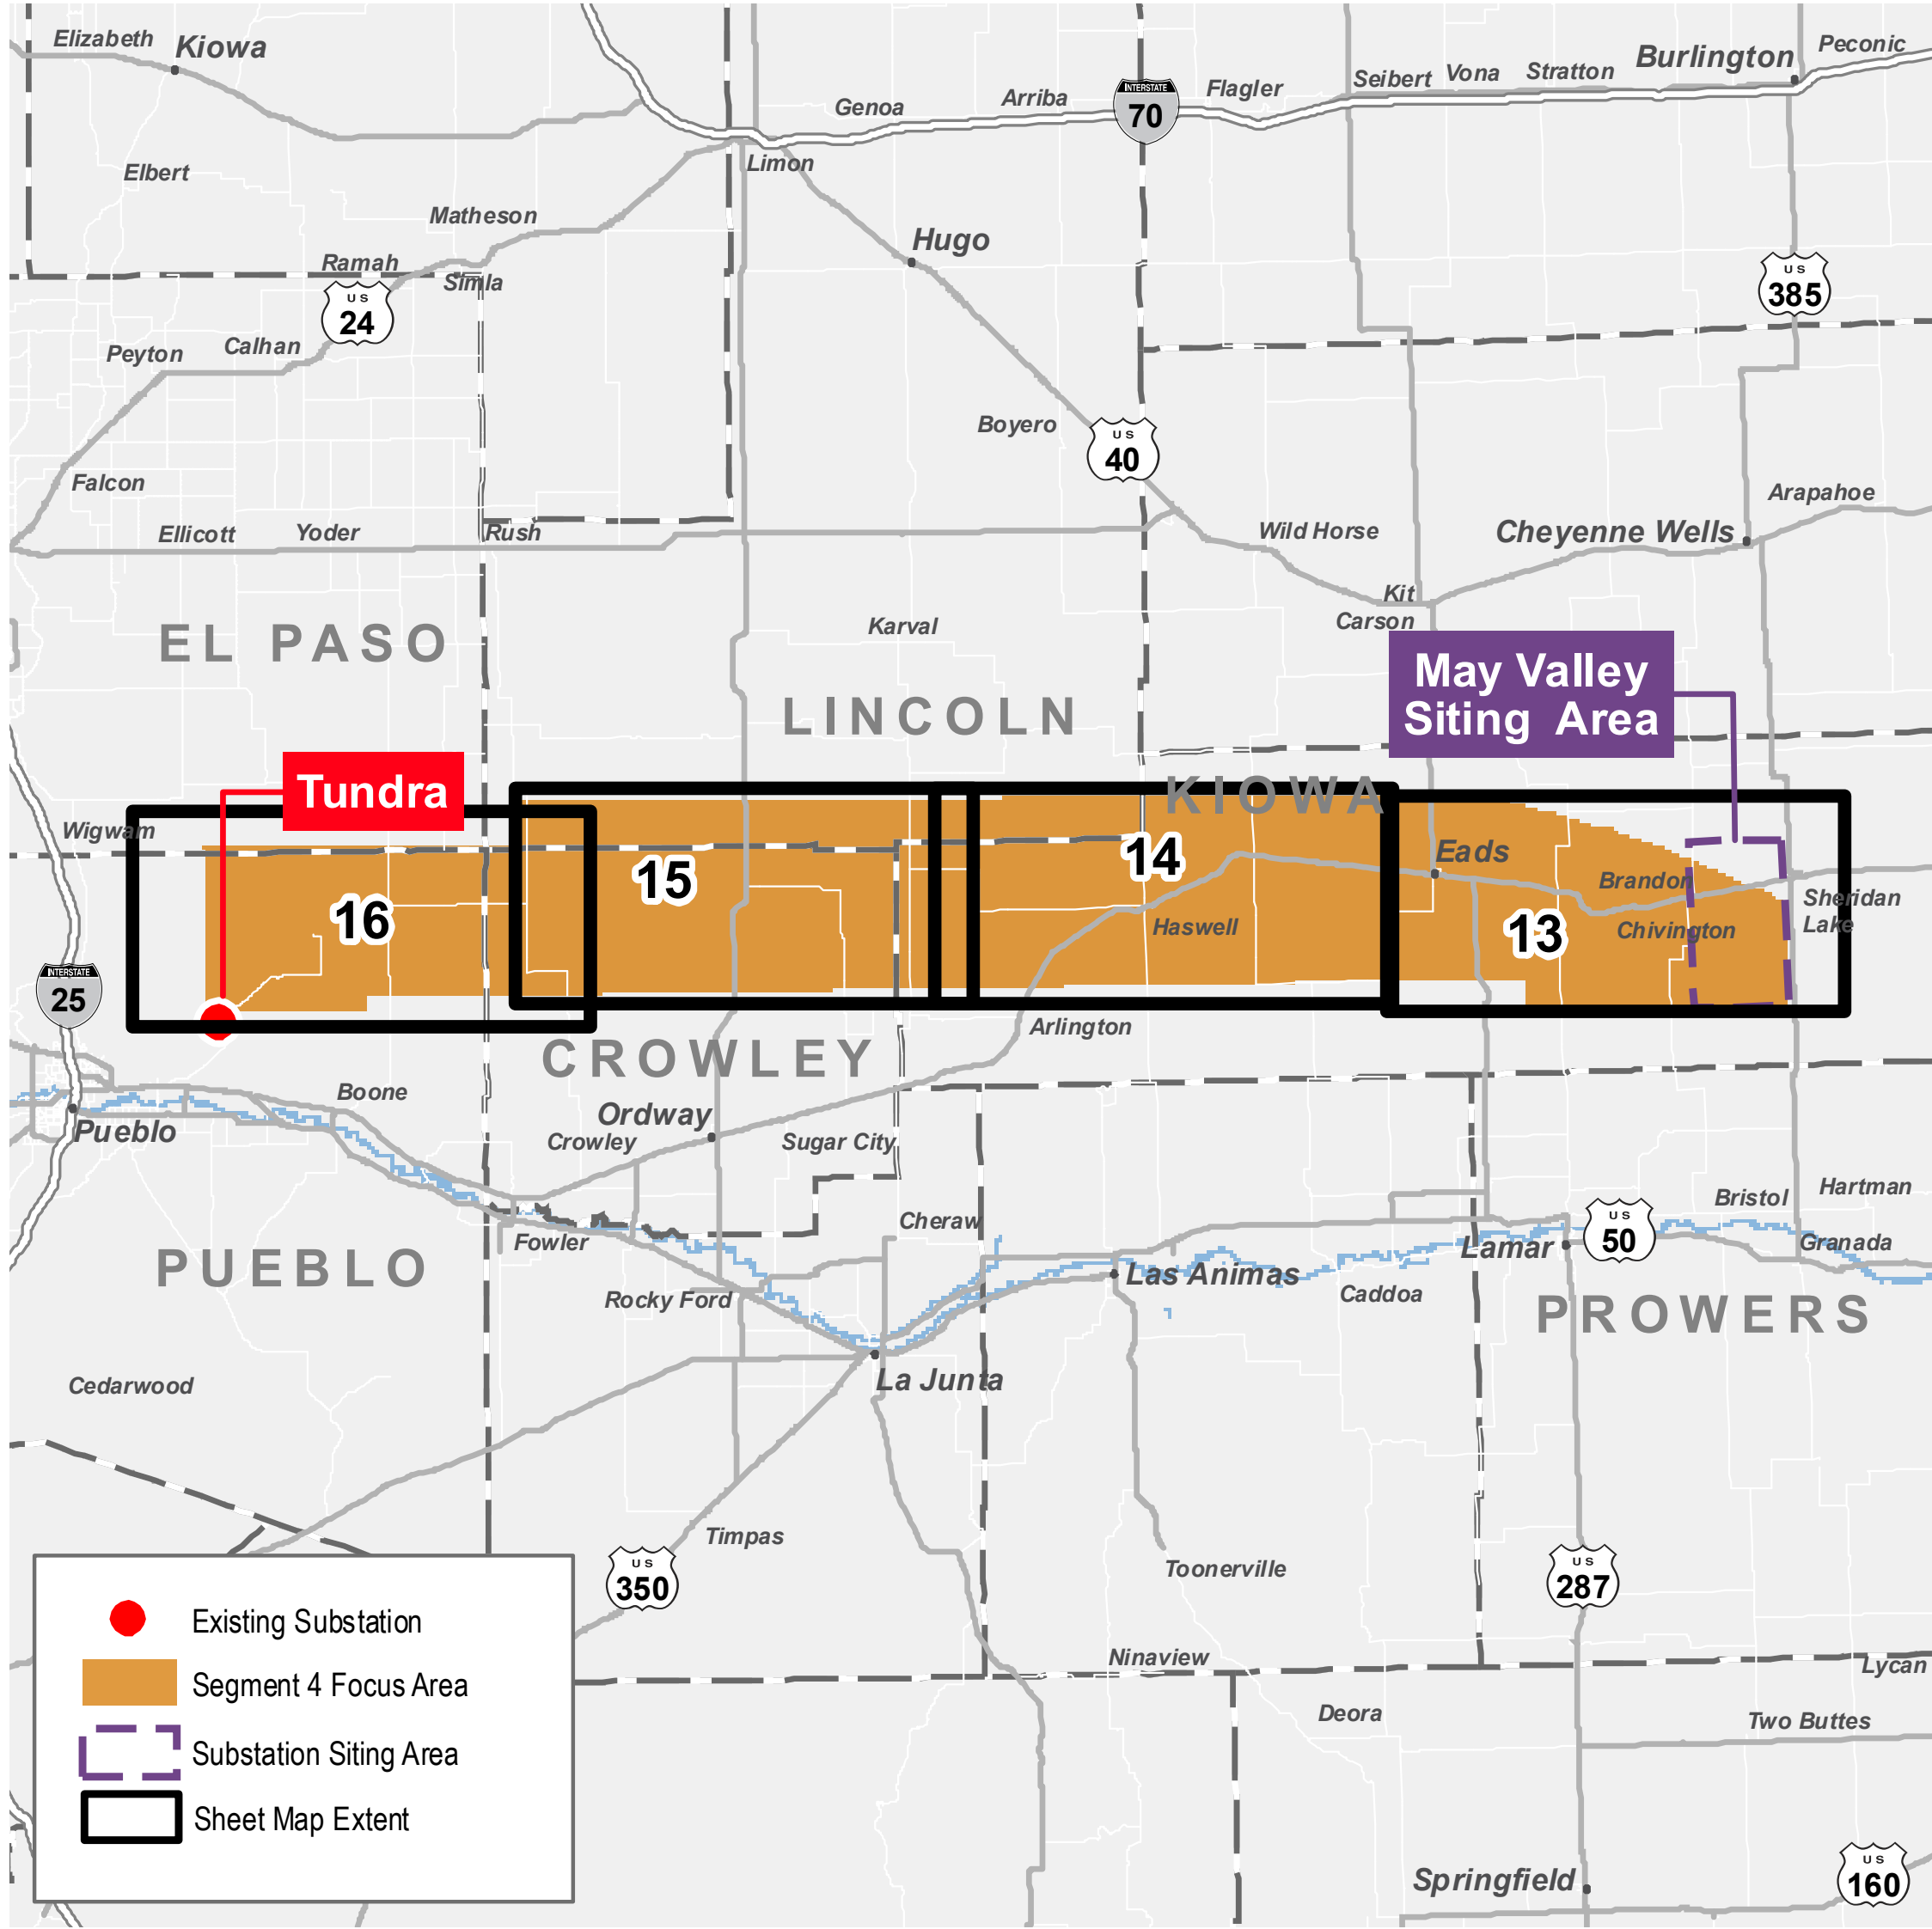 Elizabeth
Kiowa
Burlington
Peconic
Genoa
Arriba
INTERSTATE
70
Flagler
Seibert
Vona
Stratton
Elbert
Limon
Matheson
Hugo
Ramah
Simla
US
24
US
385
Peyton
Calhan
Boyero
US
40
Falcon
Arapahoe
Ellicott
Yoder
Rush
Wild Horse
Cheyenne Wells
Kit
Carson
EL PASO
Karval
May Valley
Siting Area
LINCOLN
Tundra
KIOWA
Wigwam
16
15
14
13
Eads
Brandon
Haswell
Chivington
Sheridan
Lake
INTERSTATE
25
Arlington
CROWLEY
Boone
Ordway
Pueblo
Crowley
Sugar City
Cheraw
Bristol
Hartman
Fowler
US
50
Lamar
Granada
PUEBLO
Las Animas
Rocky Ford
Caddoa
PROWERS
Cedarwood
La Junta
Timpas
US
350
Toonerville
US
287
Ninaview
Lycan
Deora
Two Buttes
Springfield
US
160
Existing Substation
Segment 4 Focus Area
Substation Siting Area
Sheet Map Extent